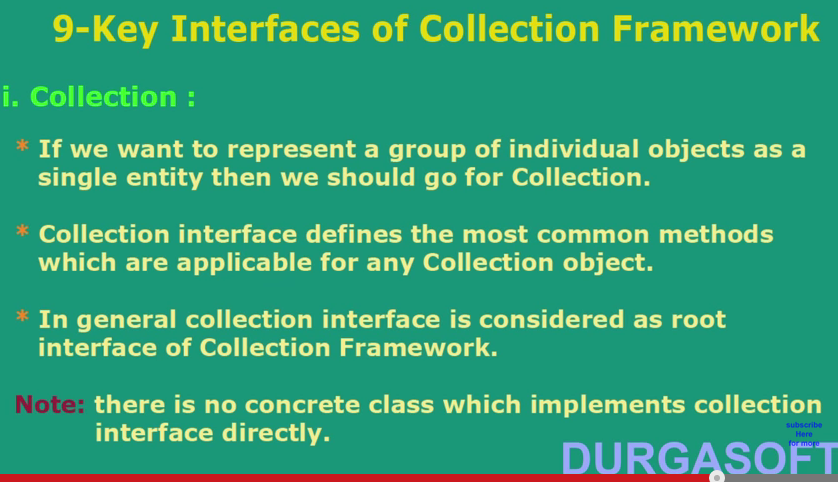 9-Key Interfaces of Collection Framework
i. Collection :
* If we want to represent a group of individual objects as a
single entity then we should go for Collection.
* Collection interface defines the most common methods
which are applicable for any Collection object.
* In general collection interface is considered as root
interface of Collection Framework.
Note: there is no concrete class which implements collection
interface directly.
subscribe
Here
for more
DURGASOFT